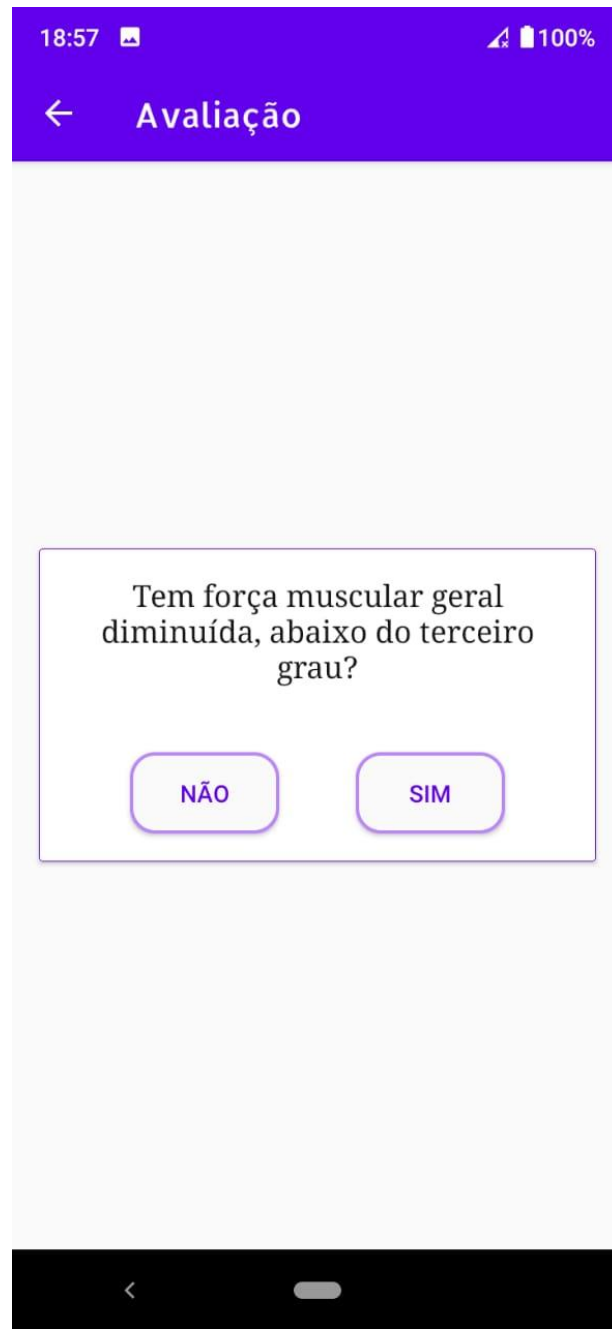 18:57
100%
Avaliação
Tem força muscular geral
diminuída, abaixo do terceiro
grau?
NÃO
SIM